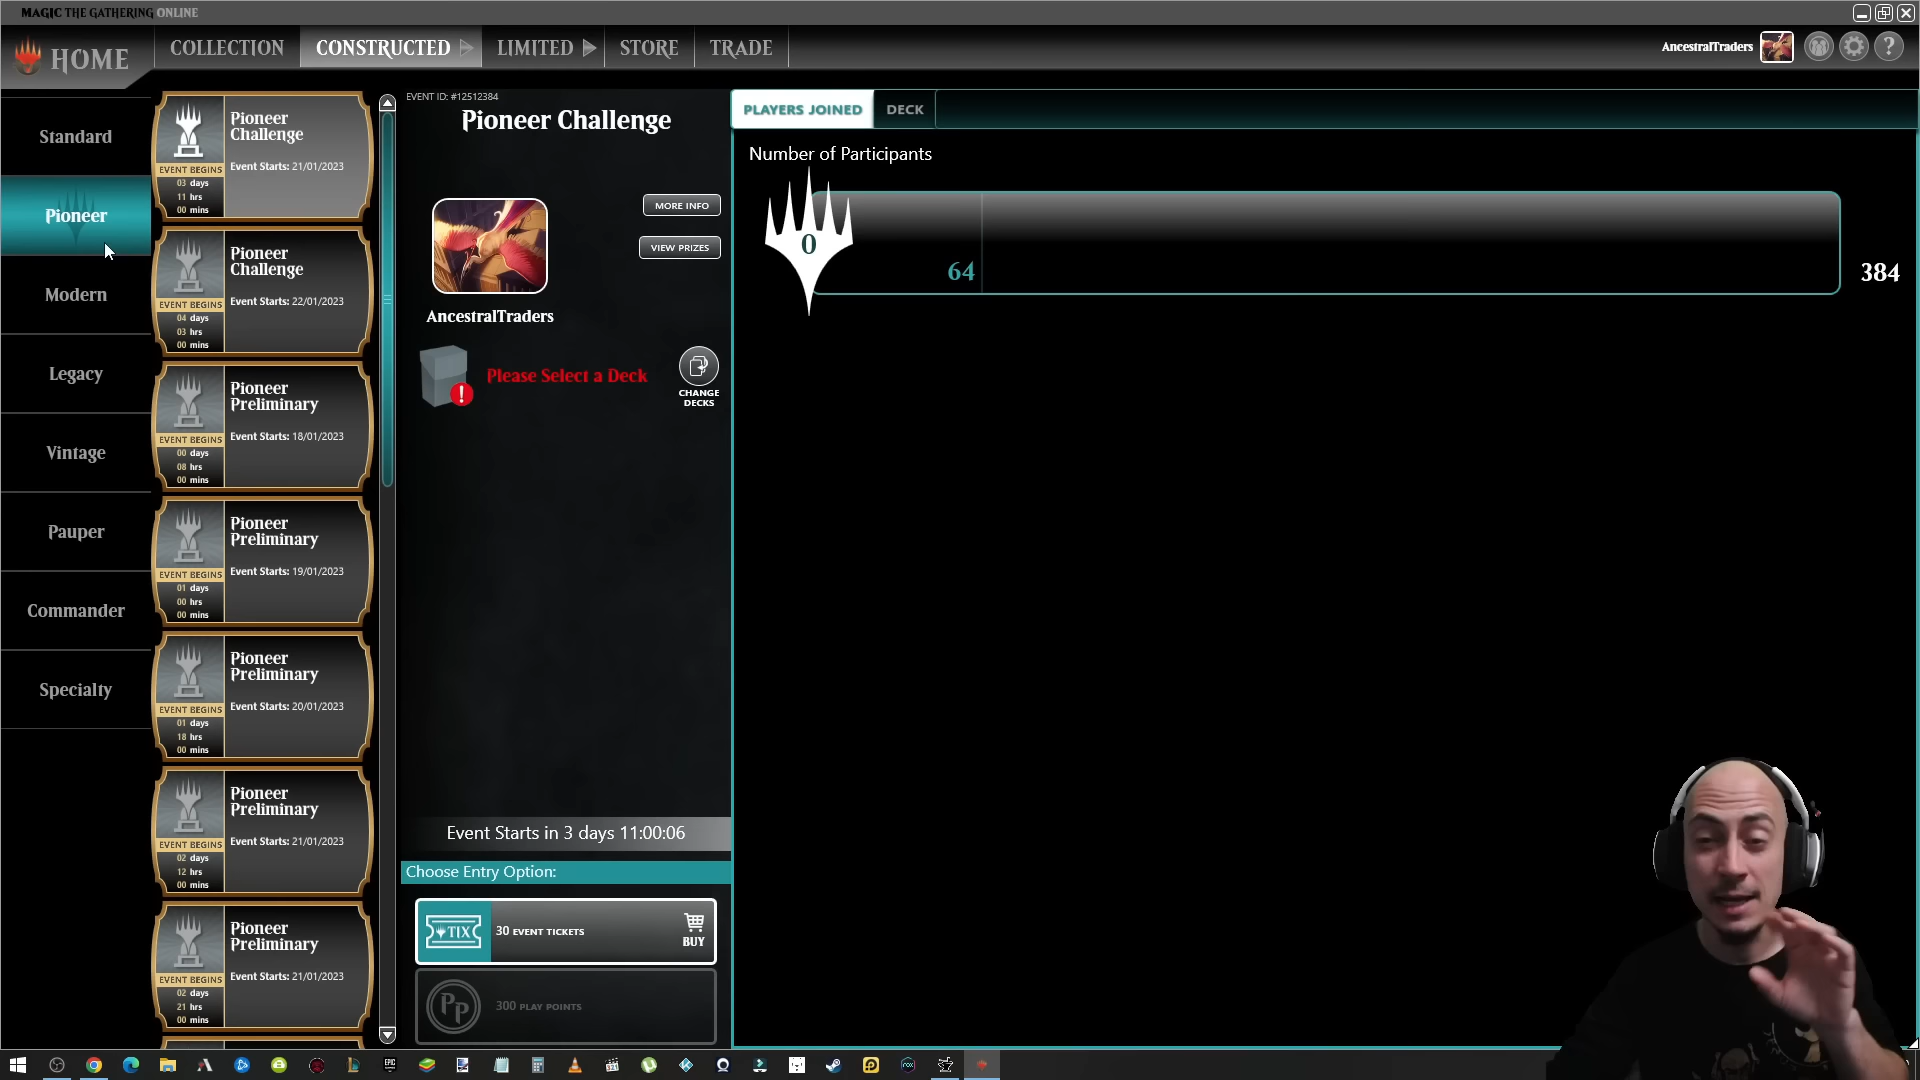 MAGIC THE GATHERING ONLINE
HOME
COLLECTION
CONSTRUCTED
LIMITED
STORE
TRADE
AncestralTraders
?
Standard
Pioneer
Modern
Legacy
Vintage
Pauper
Commander
Specialty
Pioneer
Challenge
Event Starts: 21/01/2023
EVENT BEGINS
03 days
11 hrs
00 mins
Pioneer
Challenge
Event Starts: 22/01/2023
EVENT BEGINS
04 days
03 hrs
00 mins
Pioneer
Preliminary
Event Starts: 18/01/2023
EVENT BEGINS
00 days
08 hrs
00 mins
Pioneer
Preliminary
Event Starts: 19/01/2023
EVENT BEGINS
01 days
00 hrs
00 mins
Pioneer
Preliminary
Event Starts: 20/01/2023
EVENT BEGINS
01 days
18 hrs
00 mins
Pioneer
Preliminary
Event Starts: 21/01/2023
EVENT BEGINS
02 days
12 hrs
00 mins
Pioneer
Preliminary
Event Starts: 21/01/2023
EVENT BEGINS
02 days
21 hrs
00 mins
EVENT ID: #12512384
Pioneer Challenge
MORE INFO
VIEW PRIZES
AncestralTraders
!
Please Select a Deck
CHANGE
DECKS
Event Starts in 3 days 11:00:06
Choose Entry Option:
TIX
30 EVENT TICKETS
BUY
PP
300 PLAY POINTS
PLAYERS JOINED
DECK
Number of Participants
0
64
384
EPIC